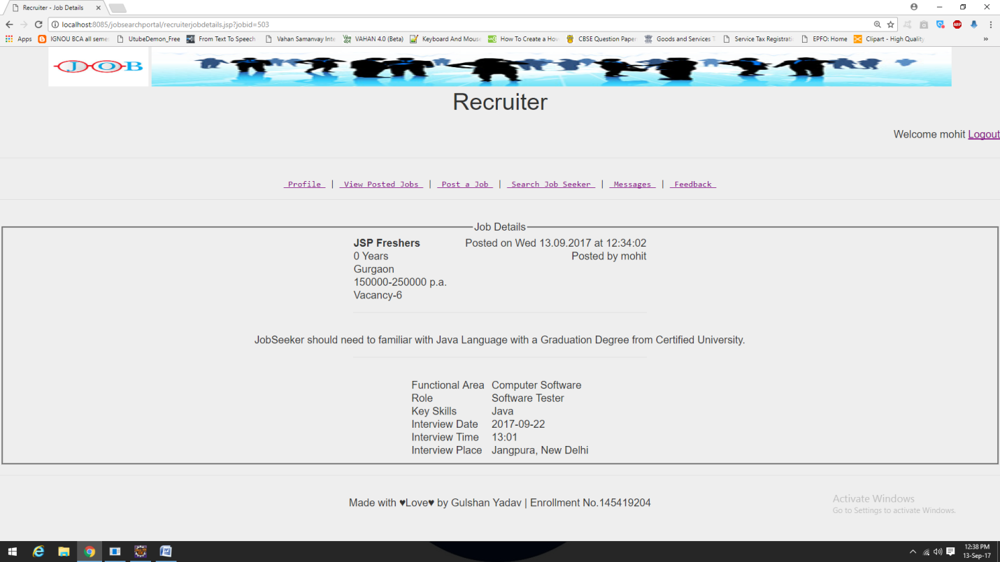 Recruiter - Job Details
localhost:8085/jobsearchportal/recruiterjobdetails.jsp?jobid=503
Apps IGNOU BCA all semes UtubeDemon_Free From Text To Speech Vahan Samanvay Inte VAHAN 4.0 (Beta) Keyboard And Mouse How To Create a How CBSE Question Paper Goods and Services T Service Tax Registrati EPFO: Home Clipart - High Quality »
JOB
Recruiter
Welcome mohit Logout
Profile | View Posted Jobs | Post a Job | Search Job Seeker | Messages | Feedback
Job Details
JSP Freshers Posted on Wed 13.09.2017 at 12:34:02
0 Years Posted by mohit
Gurgaon
150000-250000 p.a.
Vacancy-6
JobSeeker should need to familiar with Java Language with a Graduation Degree from Certified University.
Functional Area Computer Software
Role Software Tester
Key Skills Java
Interview Date 2017-09-22
Interview Time 13:01
Interview Place Jangpura, New Delhi
Made with ♥Love♥ by Gulshan Yadav | Enrollment No.145419204
Activate Windows
Go to Settings to activate Windows.
12:38 PM
13-Sep-17